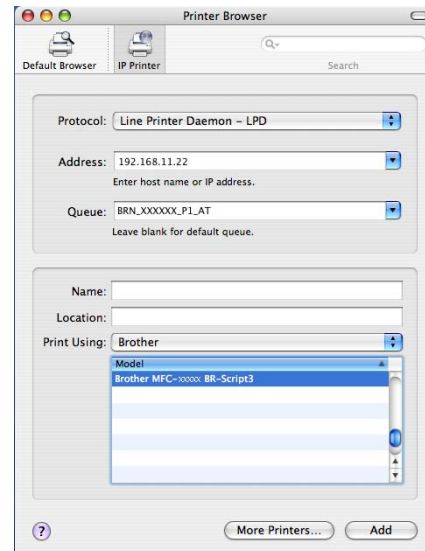 Printer Browser
Default Browser
IP Printer
Search
Protocol: Line Printer Daemon – LPD
Address: 192.168.11.22
Enter host name or IP address.
Queue: BRN_XXXXXX_P1_AT
Leave blank for default queue.
Name:
Location:
Print Using: Brother
Model
Brother MFC-xxxxx BR-Script3
?
More Printers...
Add